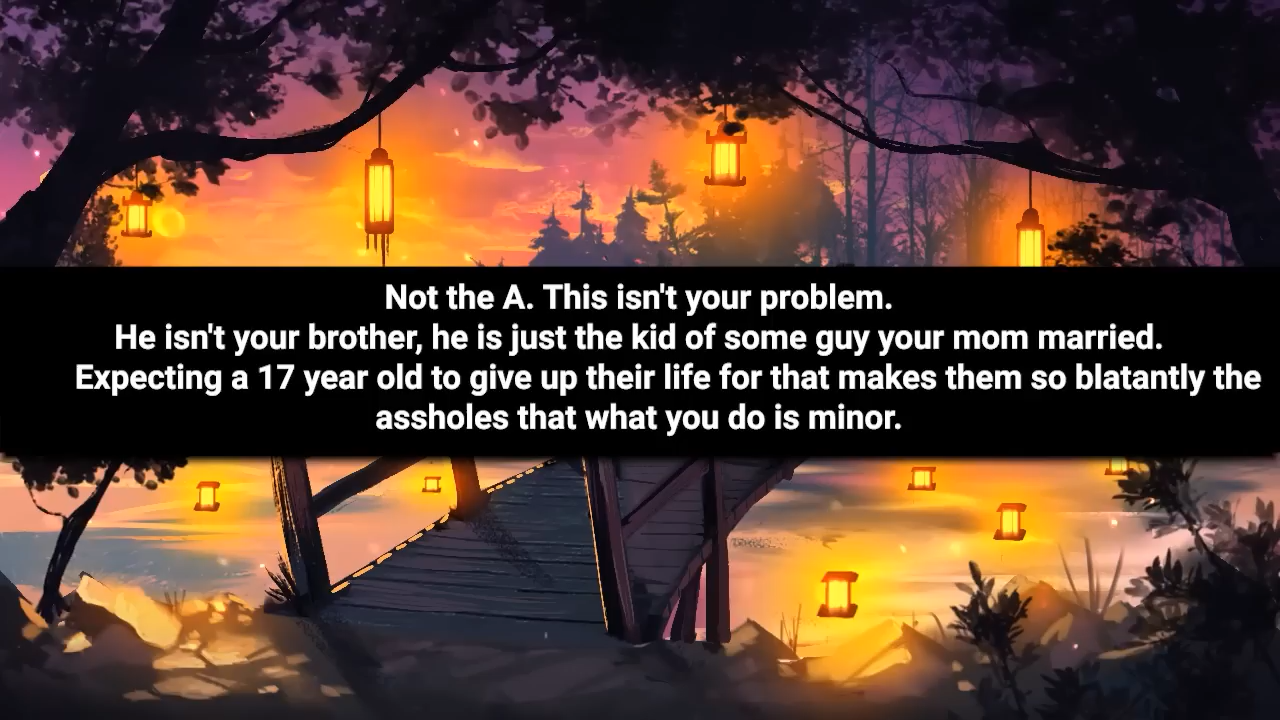 Not the A. This isn't your problem.
He isn't your brother, he is just the kid of some guy your mom married.
Expecting a 17 year old to give up their life for that makes them so blatantly the
assholes that what you do is minor.